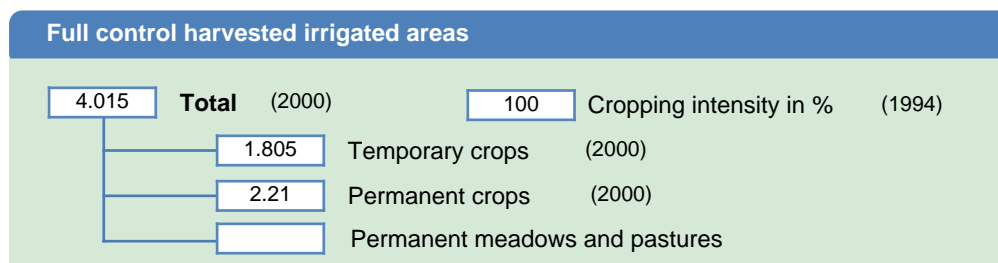 Full control harvested irrigated areas
4.015 Total (2000) 100 Cropping intensity in % (1994)
1.805 Temporary crops (2000)
2.21 Permanent crops (2000)
Permanent meadows and pastures